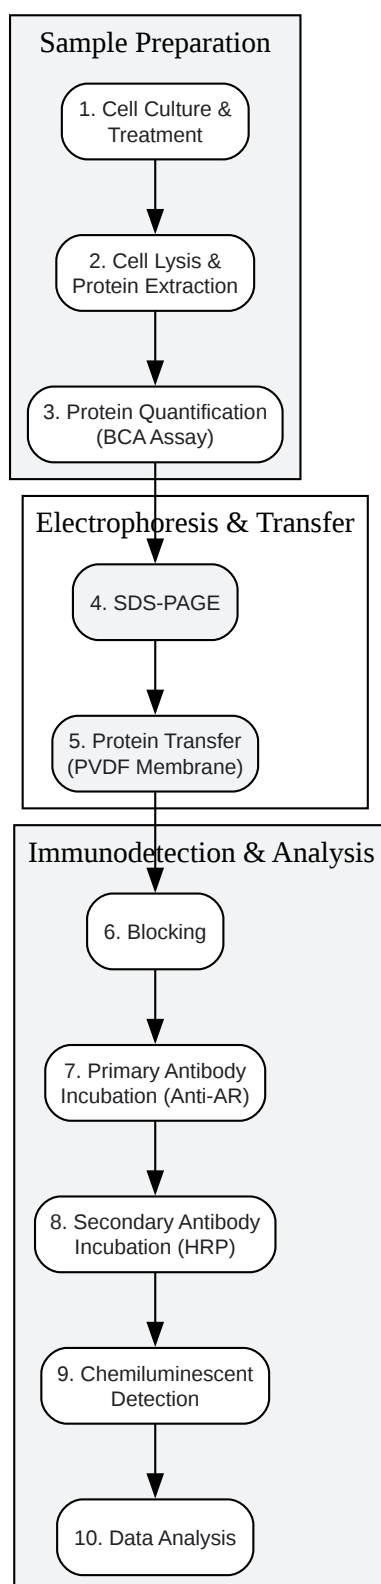 Sample Preparation
1. Cell Culture &
Treatment
2. Cell Lysis &
Protein Extraction
3. Protein Quantification
(BCA Assay)
Electrophoresis & Transfer
4. SDS-PAGE
5. Protein Transfer
(PVDF Membrane)
Immunodetection & Analysis
6. Blocking
7. Primary Antibody
Incubation (Anti-AR)
8. Secondary Antibody
Incubation (HRP)
9. Chemiluminescent
Detection
10. Data Analysis